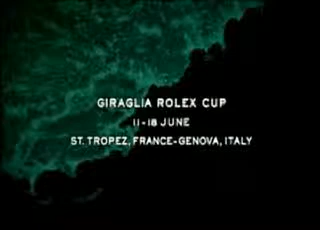 GIRAGLIA ROLEX CUP
11-18 JUNE
ST. TROPEZ, FRANCE-GENOVA, ITALY